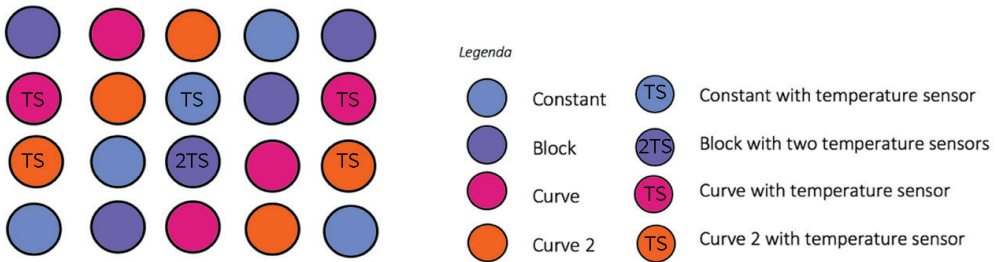 TS TS TS
TS 2TS TS
Legenda
Constant
Block
Curve
Curve 2
TS Constant with temperature sensor
2TS Block with two temperature sensors
TS Curve with temperature sensor
TS Curve 2 with temperature sensor